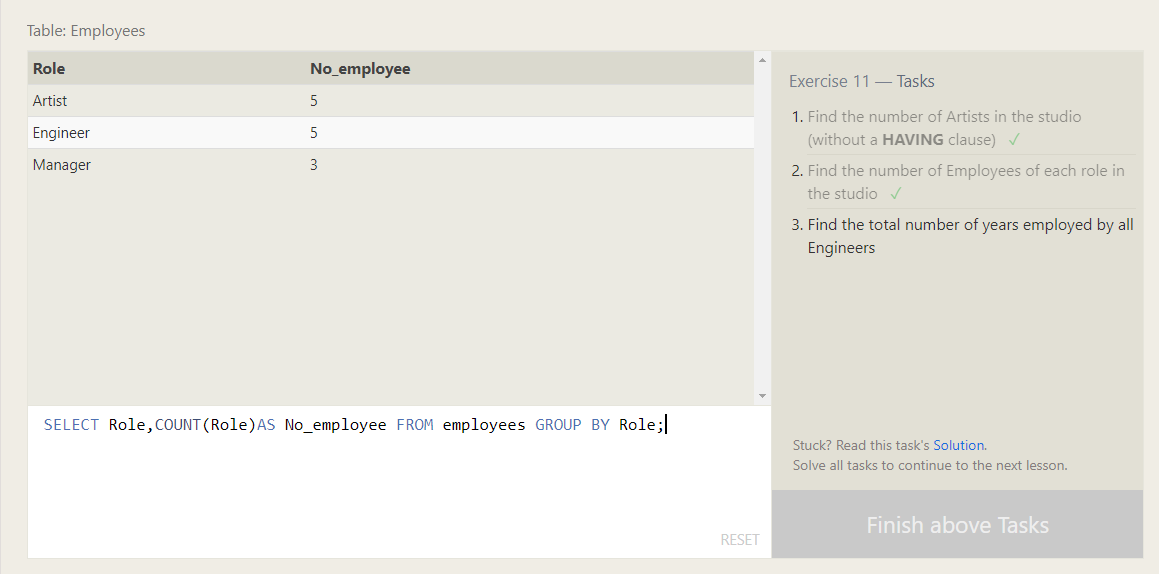 Table: Employees
Role No_employee
Artist 5
Engineer 5
Manager 3
SELECT Role,COUNT(Role)AS No_employee FROM employees GROUP BY Role;
RESET
Exercise 11 — Tasks
1. Find the number of Artists in the studio
(without a HAVING clause) ✓
2. Find the number of Employees of each role in
the studio ✓
3. Find the total number of years employed by all
Engineers
Stuck? Read this task's Solution.
Solve all tasks to continue to the next lesson.
Finish above Tasks